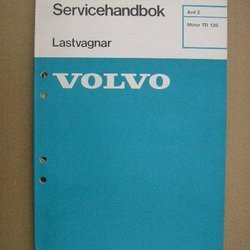 Servicehandbok
Avd 2
Motor TD 120
Lastvagnar
VOLVO